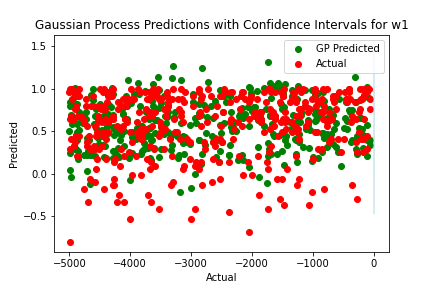 Gaussian Process Predictions with Confidence Intervals for w1
GP Predicted
Actual
1.5
1.0
0.5
0.0
−0.5
Predicted
−5000 −4000 −3000 −2000 −1000 0
Actual